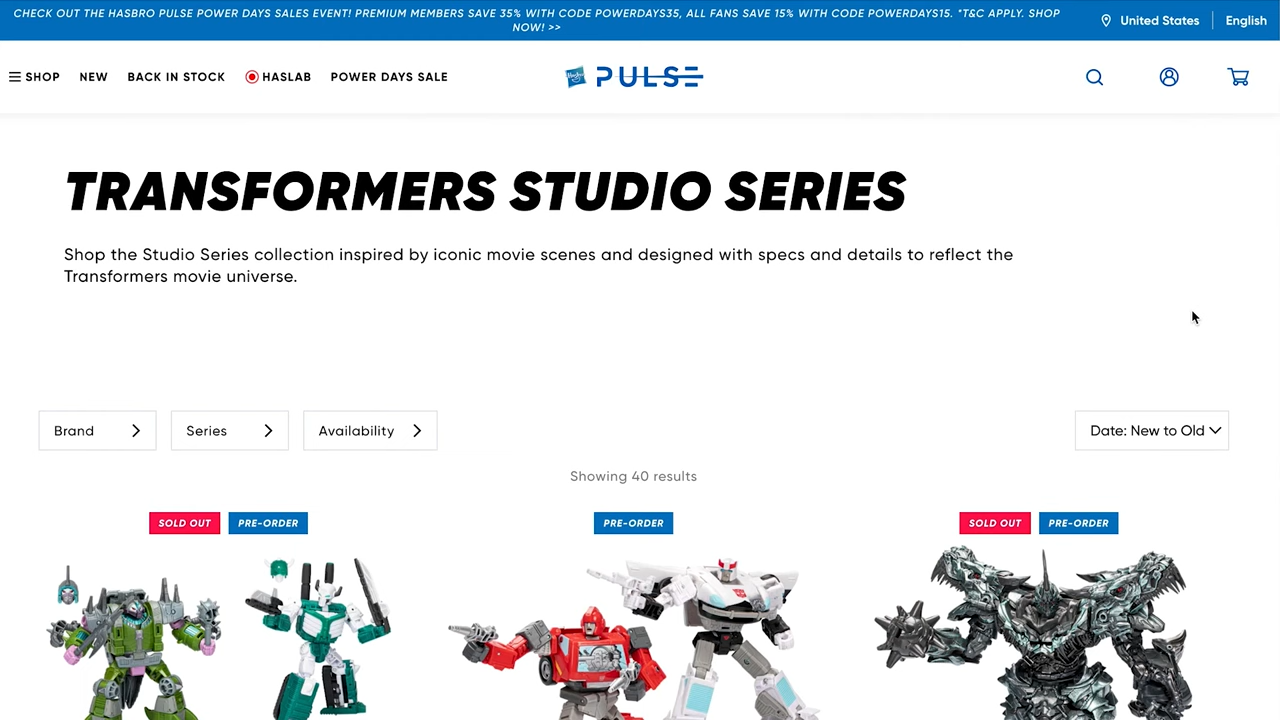 CHECK OUT THE HASBRO PULSE POWER DAYS SALES EVENT! PREMIUM MEMBERS SAVE 35% WITH CODE POWERDAYS35, ALL FANS SAVE 15% WITH CODE POWERDAYS15. *T&C APPLY. SHOP
NOW! >>
United States
English
SHOP
NEW
BACK IN STOCK
HASLAB
POWER DAYS SALE
Hasbro
PULSE
TRANSFORMERS STUDIO SERIES
Shop the Studio Series collection inspired by iconic movie scenes and designed with specs and details to reflect the
Transformers movie universe.
Brand
Series
Availability
Date: New to Old
Showing 40 results
SOLD OUT
PRE-ORDER
PRE-ORDER
SOLD OUT
PRE-ORDER